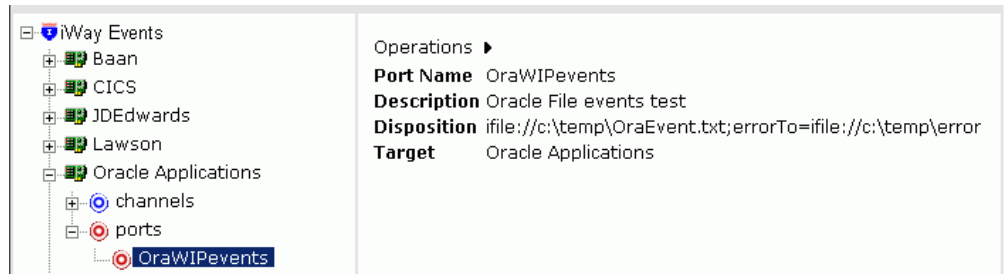 iWay Events
Baan
CICS
JDEdwards
Lawson
Oracle Applications
channels
ports
OraWIPevents
Operations
Port Name OraWIPevents
Description Oracle File events test
Disposition ifile://c:\temp\OraEvent.txt;errorTo=ifile://c:\temp\error
Target Oracle Applications